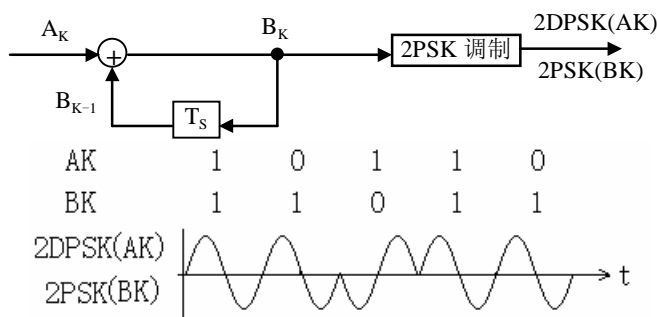 A_K + B_K 2PSK 调制 2DPSK(AK)
2PSK(BK)
B_{K-1} T_S
AK 1 0 1 1 0
BK 1 1 0 1 1
2DPSK(AK)
2PSK(BK) t